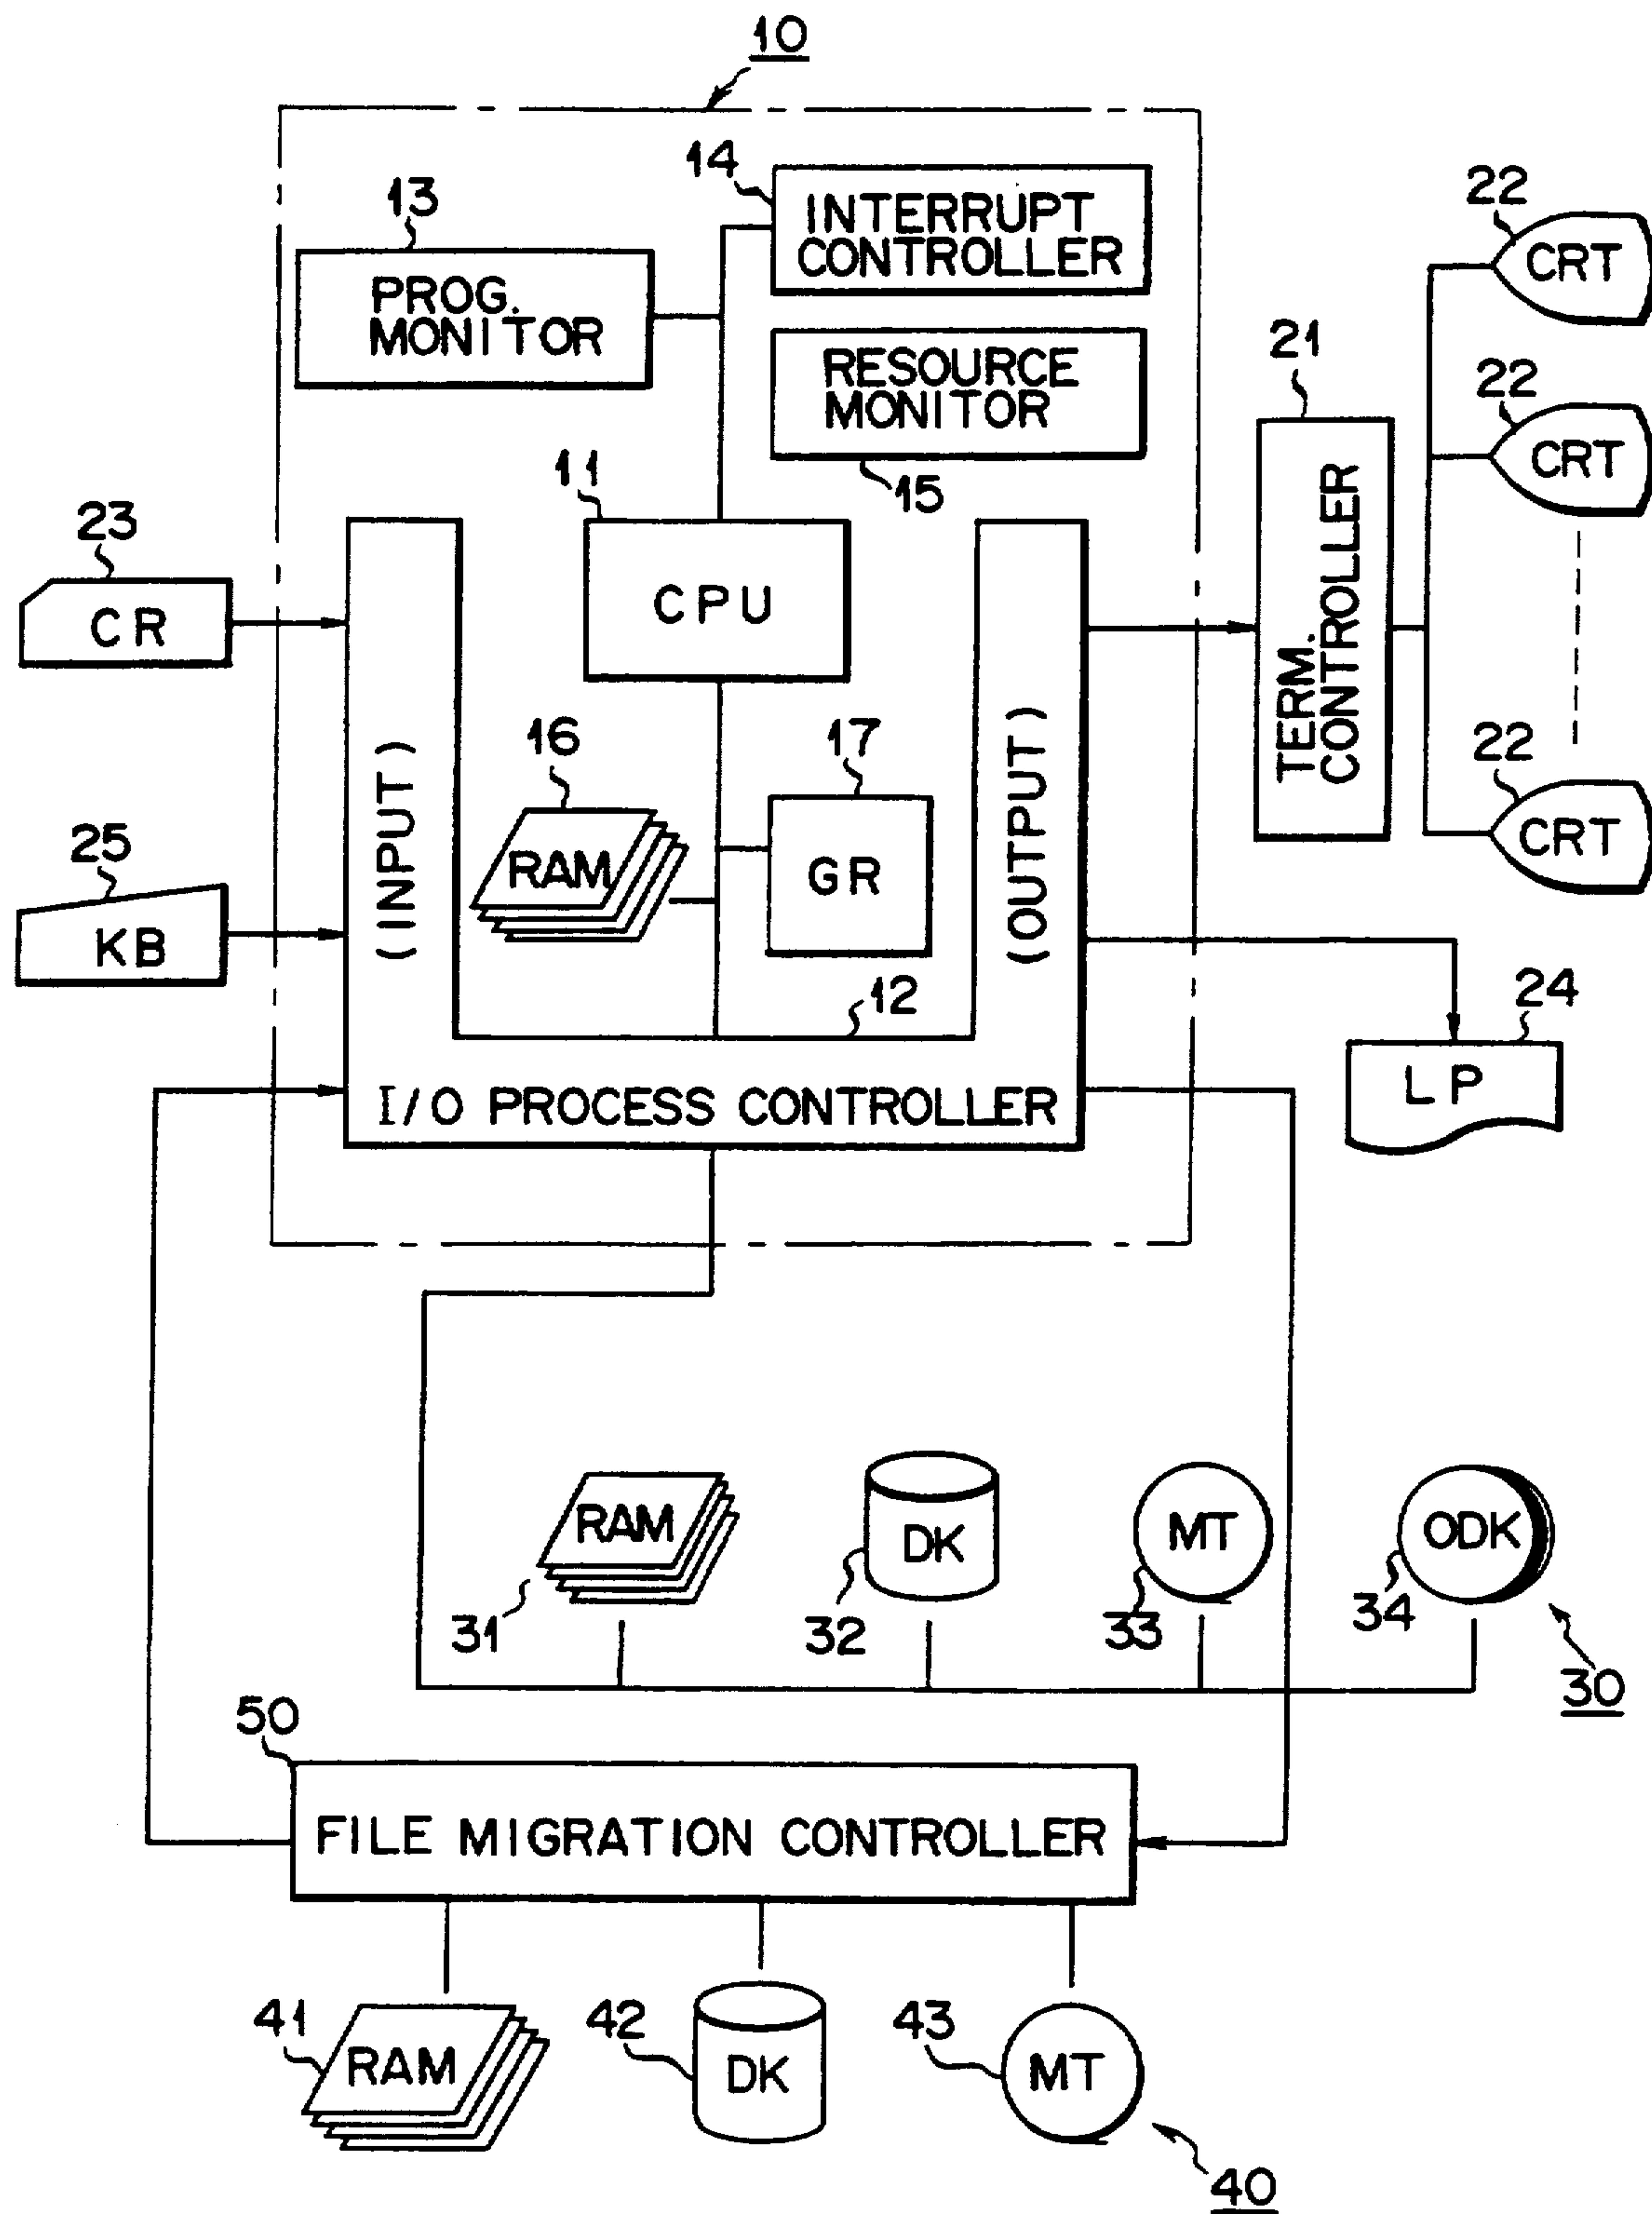 10
14
INTERRUPT
CONTROLLER
13
PROG.
MONITOR
RESOURCE
MONITOR
15
22
CRT
22
CRT
22
CRT
21
TERM.
CONTROLLER
11
CPU
23
CR
25
KB
(INPUT)
16
RAM
17
GR
(OUTPUT)
12
I/O PROCESS CONTROLLER
24
LP
RAM
31
DK
32
MT
33
ODK
34
30
50
FILE MIGRATION CONTROLLER
41
RAM
42
DK
43
MT
40